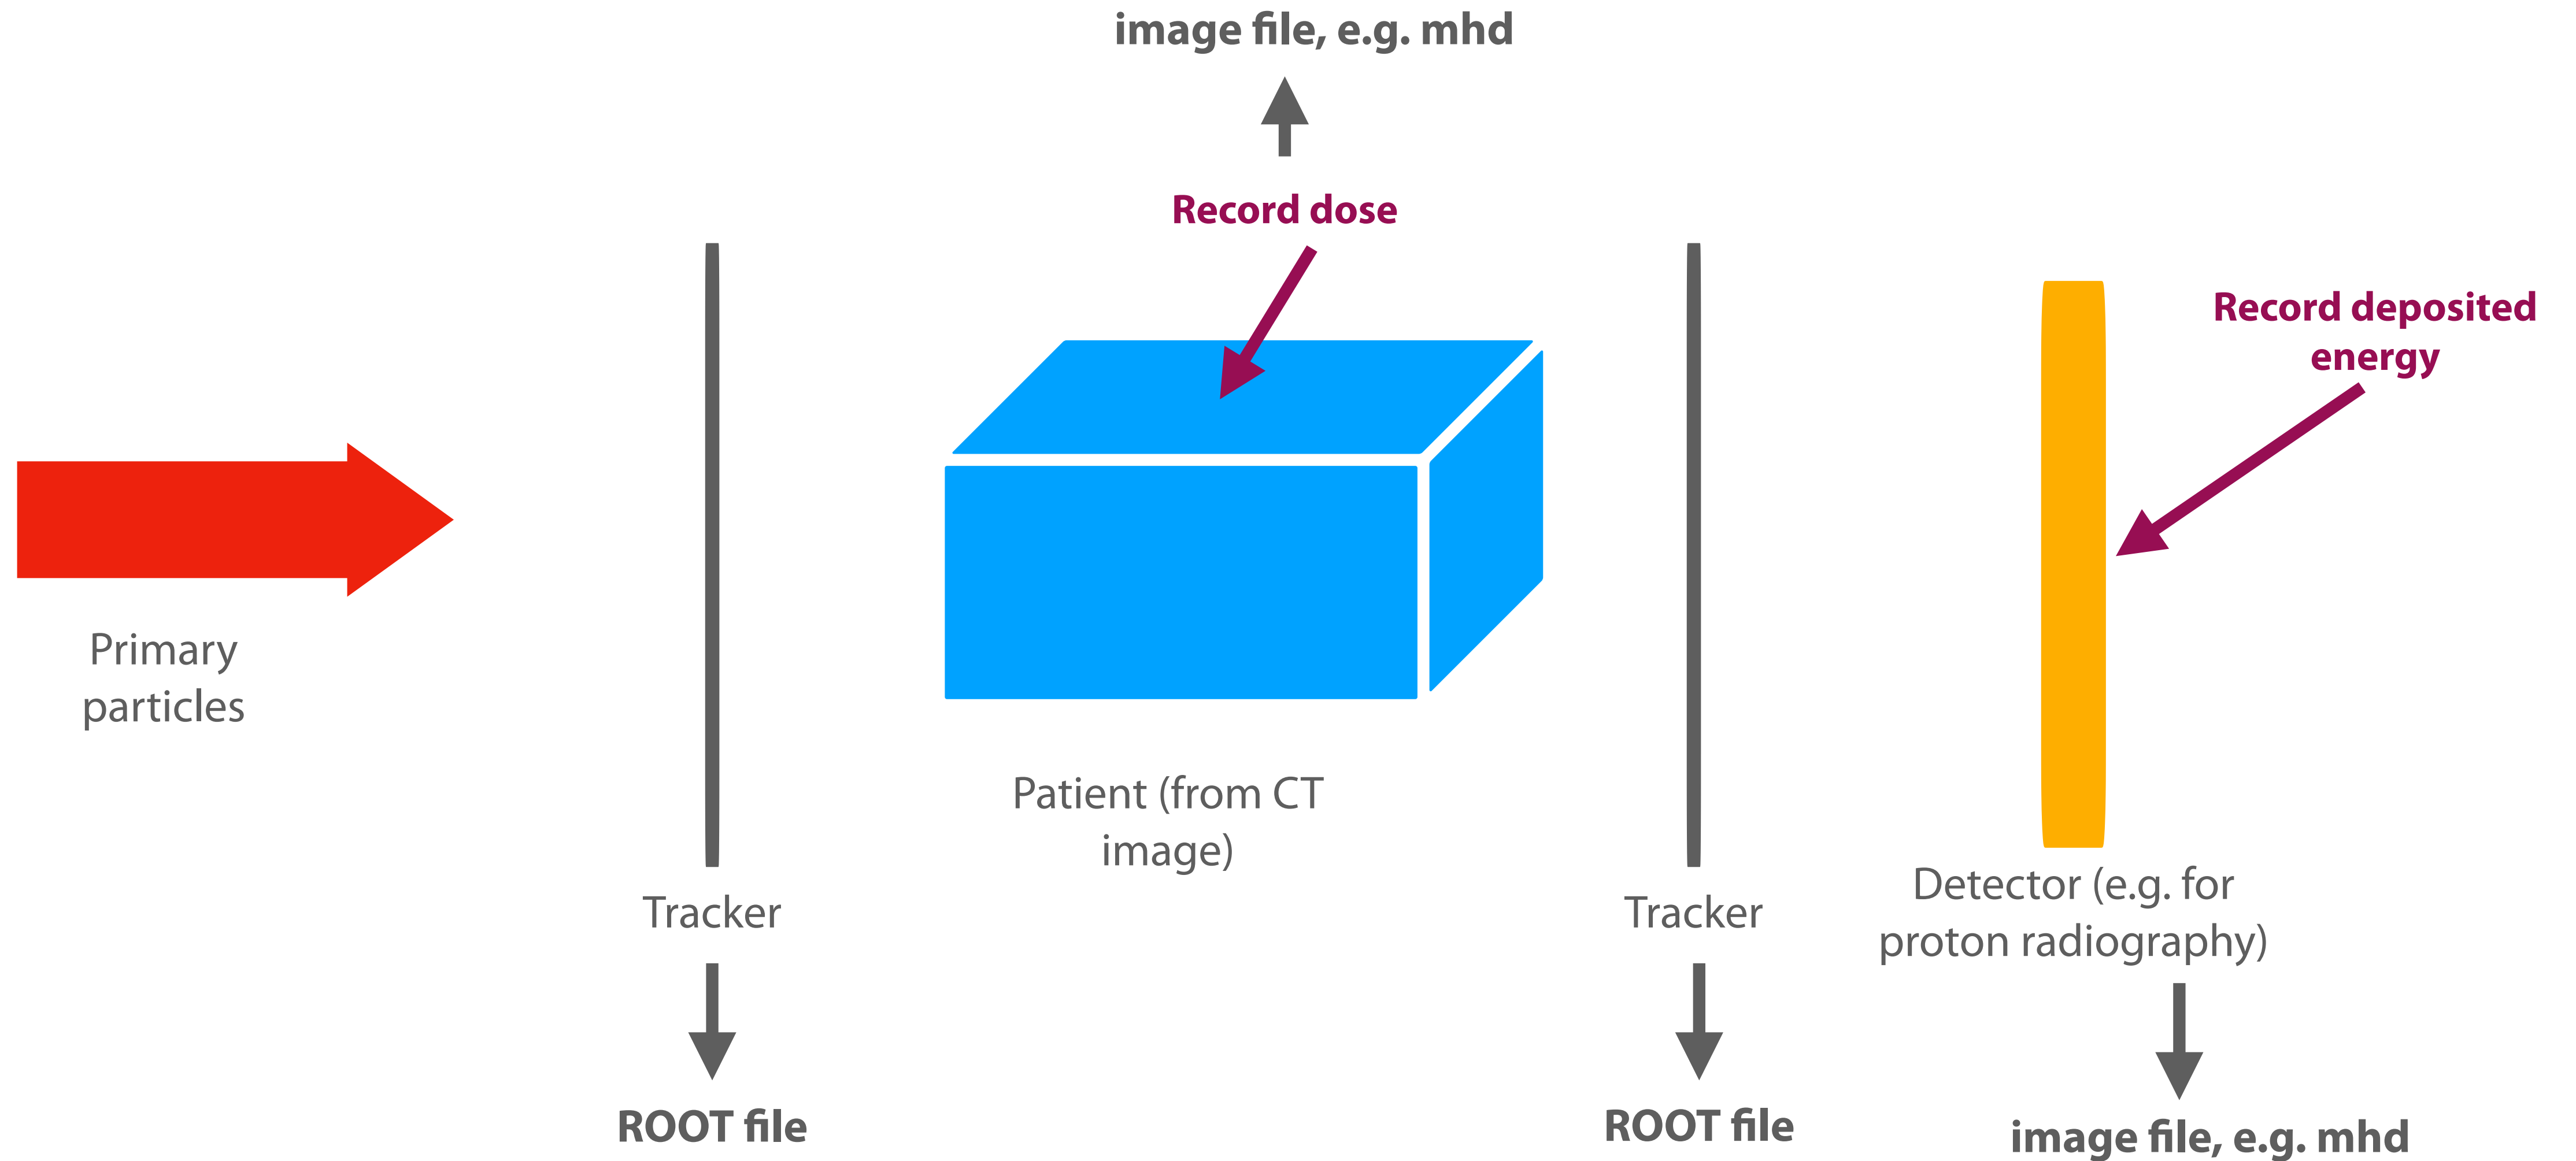 image file, e.g. mhd
Record dose
Record deposited
energy
Primary
particles
Patient (from CT
image)
Tracker
Tracker
Detector (e.g. for
proton radiography)
ROOT file
ROOT file
image file, e.g. mhd